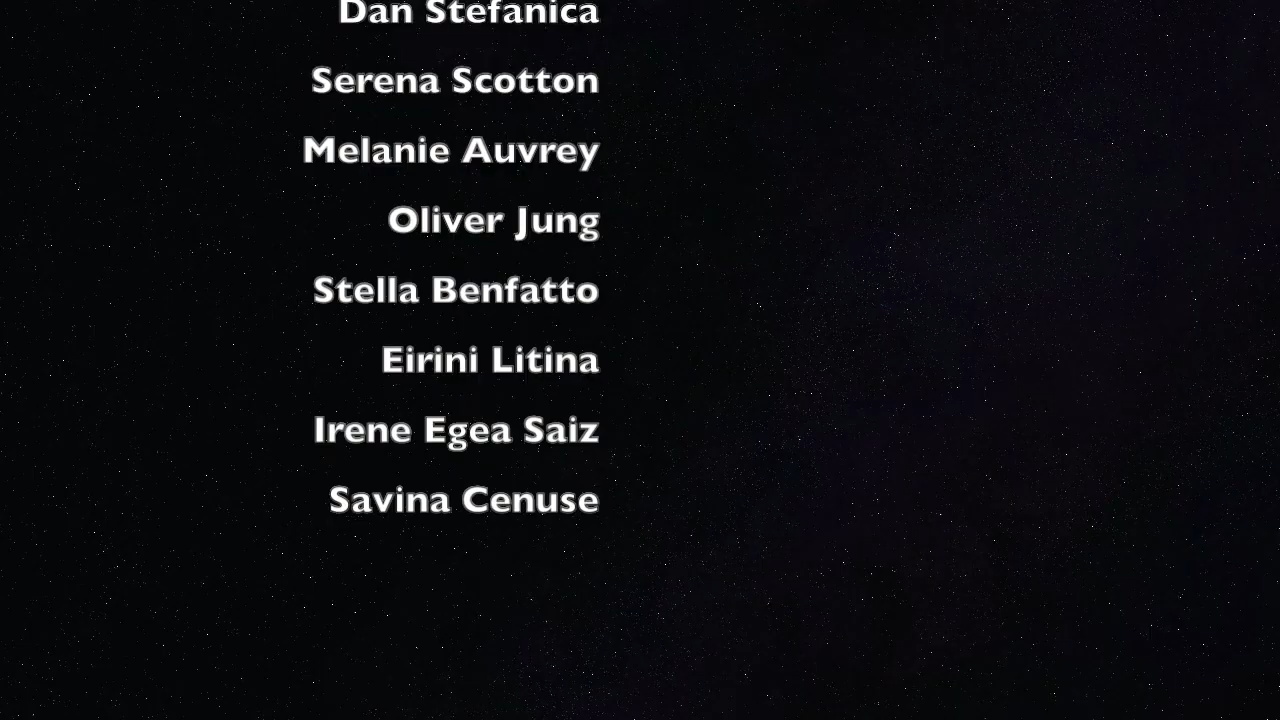 Dan Stefanica
Serena Scotton
Melanie Auvrey
Oliver Jung
Stella Benfatto
Eirini Litina
Irene Egea Saiz
Savina Cenuse